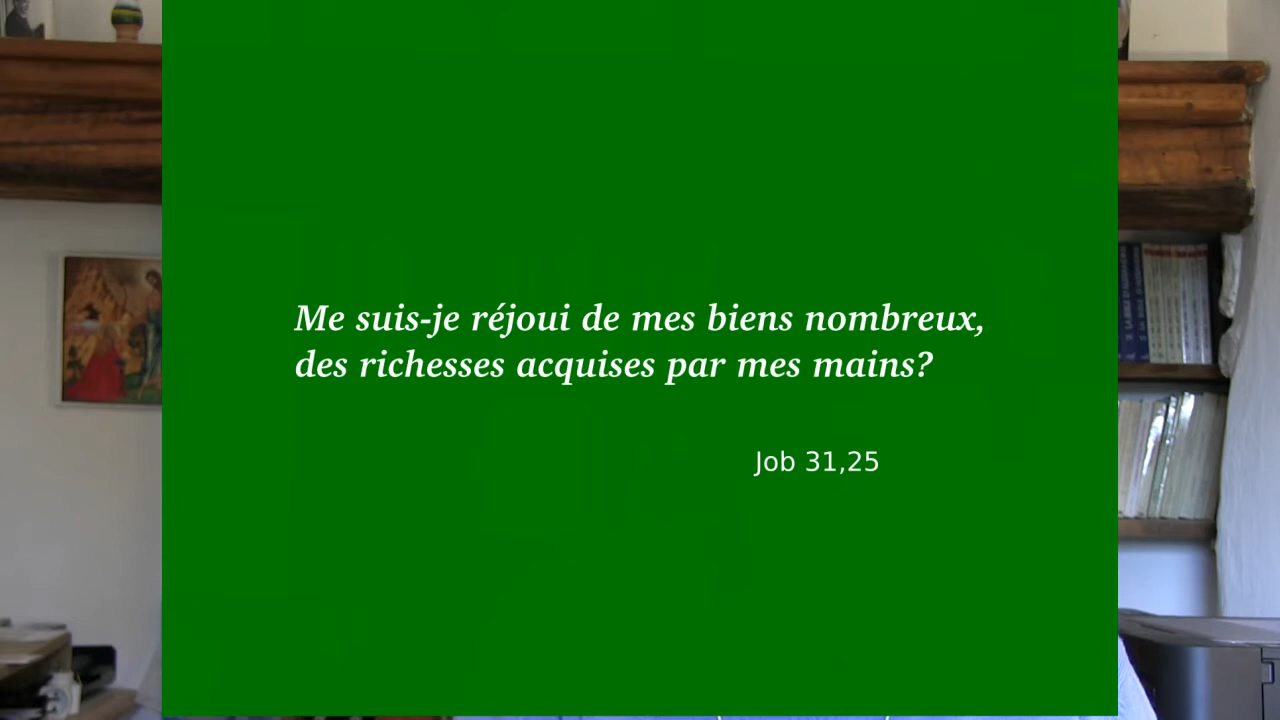 Me suis-je réjoui de mes biens nombreux,
des richesses acquises par mes mains?
Job 31,25